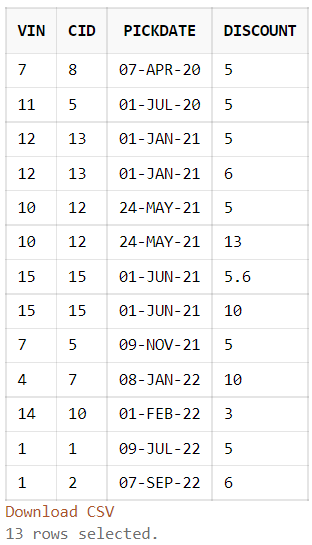 VIN CID PICKDATE DISCOUNT
7 8 07-APR-20 5
11 5 01-JUL-20 5
12 13 01-JAN-21 5
12 13 01-JAN-21 6
10 12 24-MAY-21 5
10 12 24-MAY-21 13
15 15 01-JUN-21 5.6
15 15 01-JUN-21 10
7 5 09-NOV-21 5
4 7 08-JAN-22 10
14 10 01-FEB-22 3
1 1 09-JUL-22 5
1 2 07-SEP-22 6
Download CSV
13 rows selected.